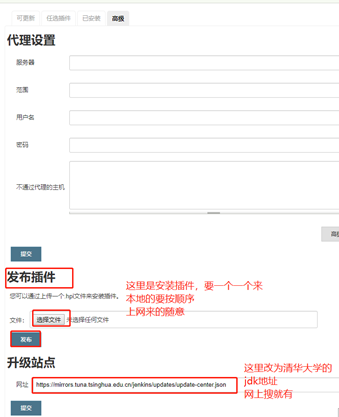 可更新 任选插件 已安装 高级
代理设置
服务器
范围
用户名
密码
不通过代理的主机
高级
提交
发布插件
您可以通过上传一个.hpi文件来安装插件。
文件： 选择文件 未选择任何文件
发布
这里是安装插件，要一个一个来
本地的要按顺序
上网来的随意
升级站点
网址 https://mirrors.tuna.tsinghua.edu.cn/jenkins/updates/update-center.json
提交
这里改为清华大学的
jdk地址
网上搜就有